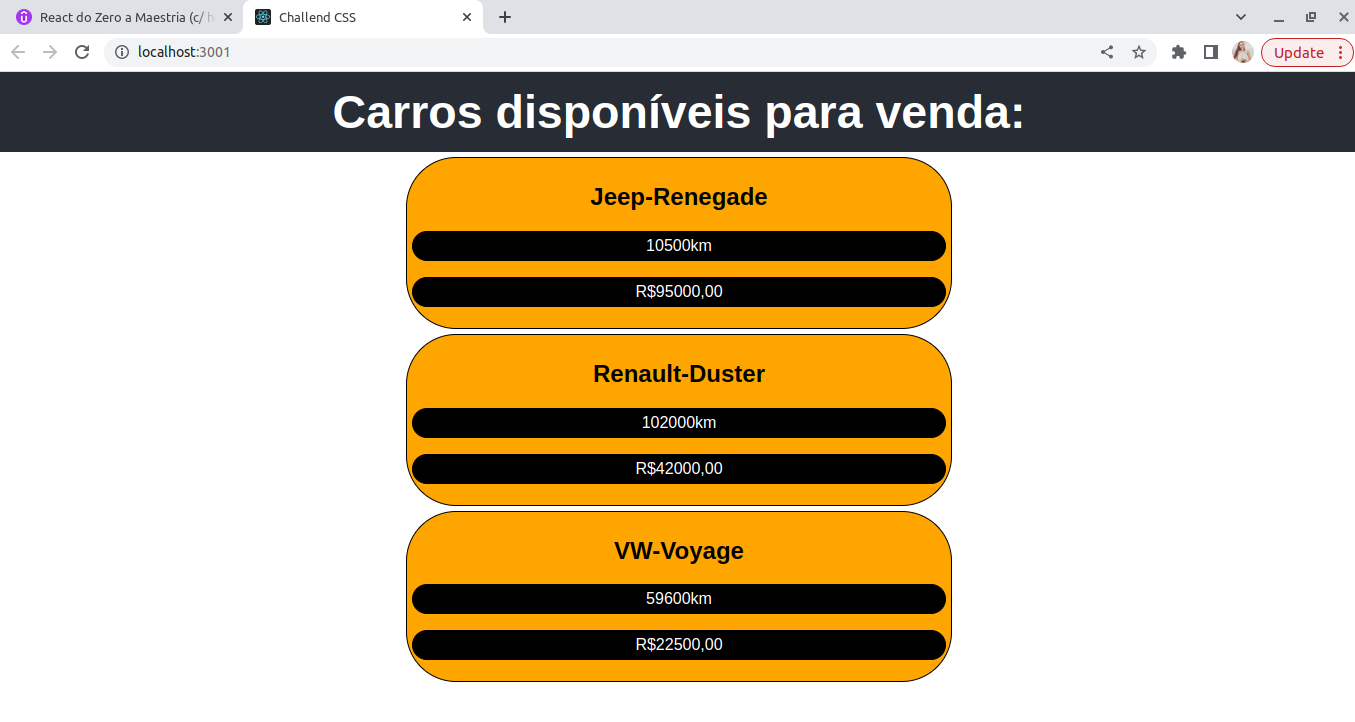 React do Zero a Maestria (c/
Challend CSS
localhost:3001
Update
Carros disponíveis para venda:
Jeep-Renegade
10500km
R$95000,00
Renault-Duster
102000km
R$42000,00
VW-Voyage
59600km
R$22500,00